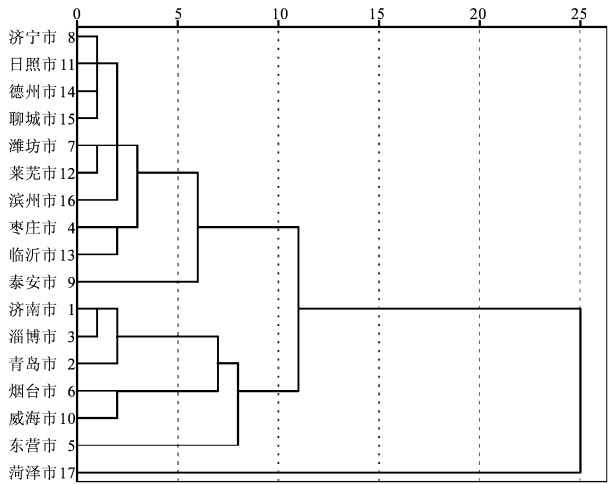 0 5 10 15 20 25
济宁市 8
日照市 11
德州市 14
聊城市 15
潍坊市 7
莱芜市 12
滨州市 16
枣庄市 4
临沂市 13
泰安市 9
济南市 1
淄博市 3
青岛市 2
烟台市 6
威海市 10
东营市 5
菏泽市 17